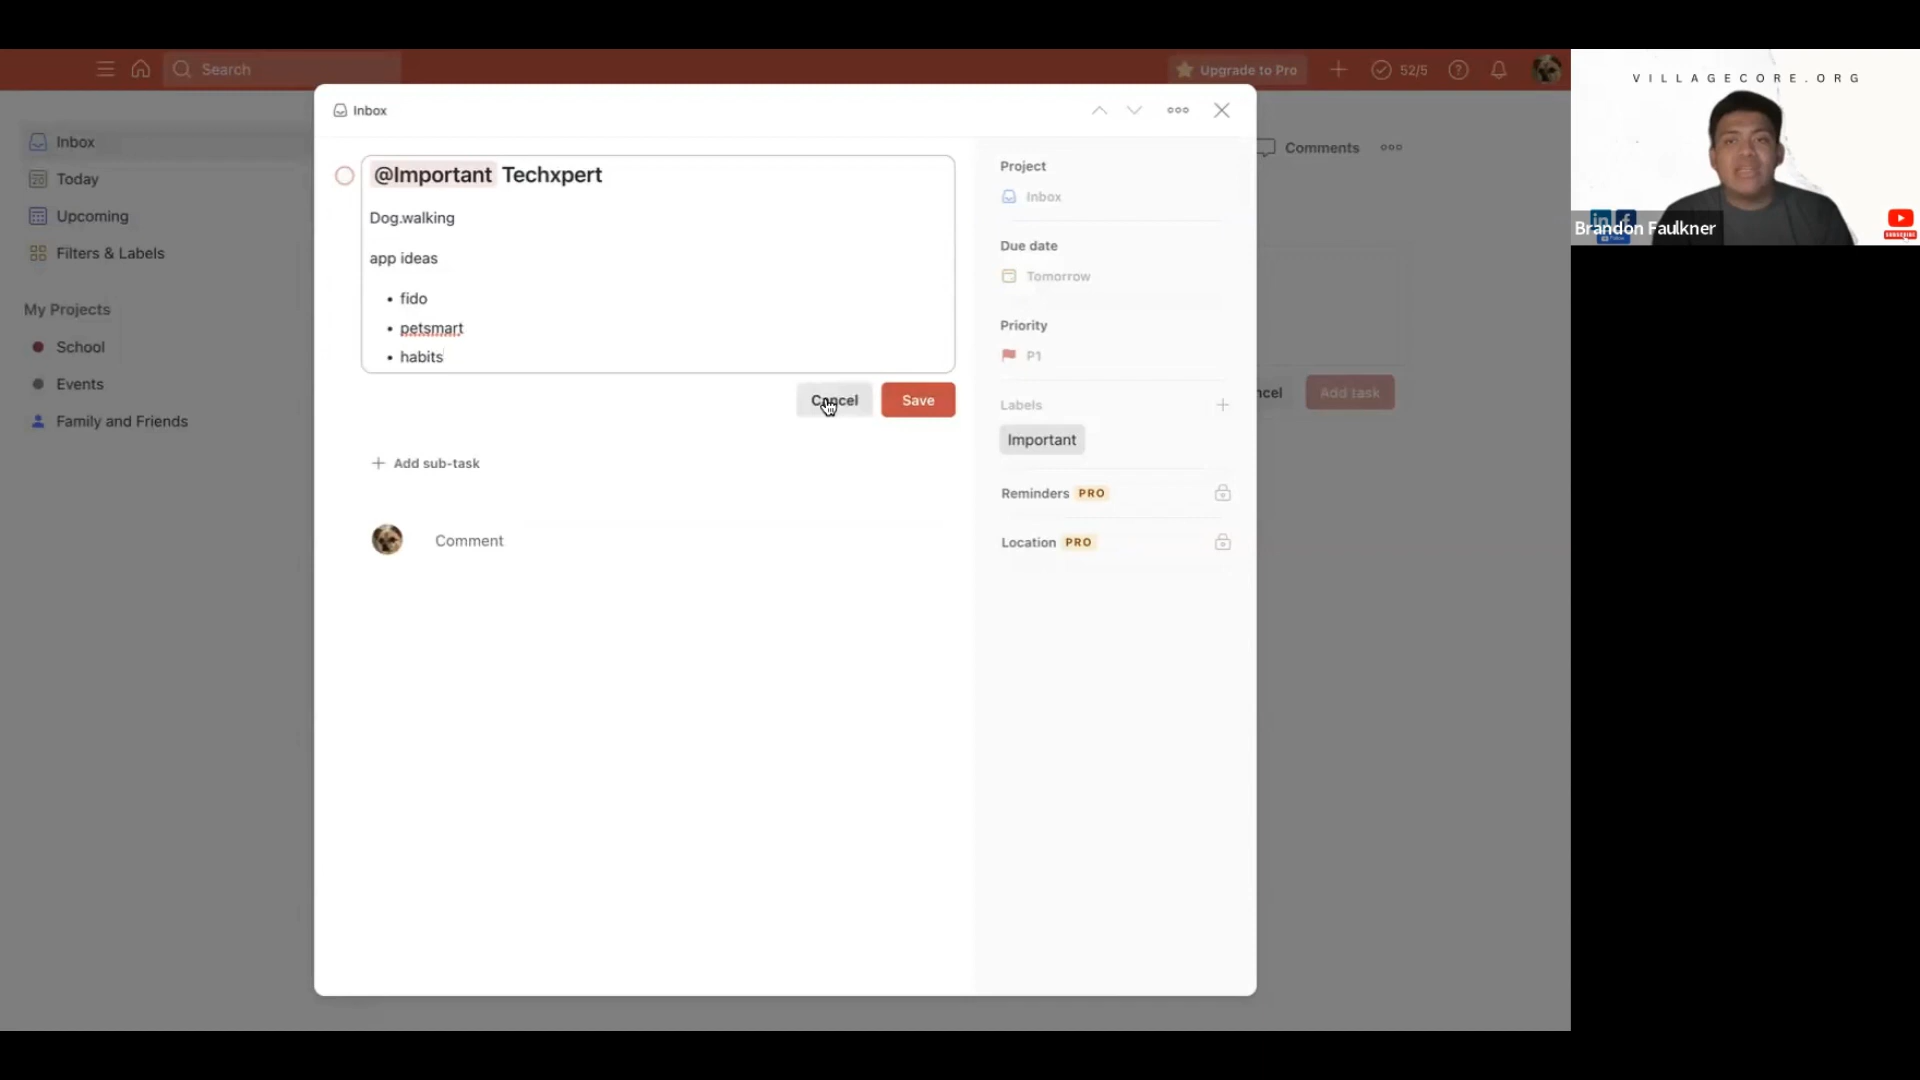 Search
Upgrade to Pro
52/5
VILLAGECORE.ORG
Inbox
Inbox
Today
Upcoming
Filters & Labels
My Projects
School
Events
Family and Friends
@Important Techxpert
Dog.walking
app ideas
• fido
• petsmart
• habits
Cancel
Save
+ Add sub-task
Comment
Project
Inbox
Due date
Tomorrow
Priority
P1
Labels
Important
Reminders PRO
Location PRO
Comments
ncel
Add task
in f
Brandon Faulkner